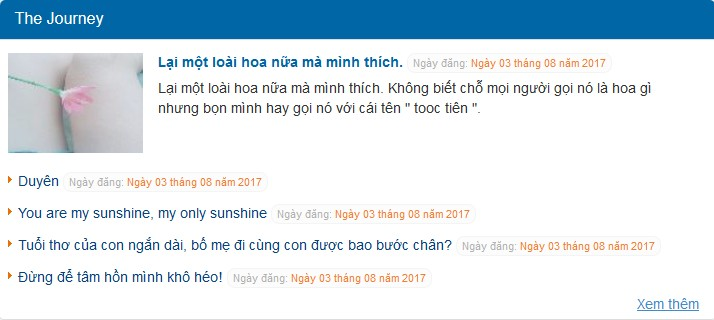 The Journey
Lại một loài hoa nữa mà mình thích. Ngày đăng: Ngày 03 tháng 08 năm 2017
Lại một loài hoa nữa mà mình thích. Không biết chỗ mọi người gọi nó là hoa gì
nhưng bọn mình hay gọi nó với cái tên " tooc tiên ".
Duyên Ngày đăng: Ngày 03 tháng 08 năm 2017
You are my sunshine, my only sunshine Ngày đăng: Ngày 03 tháng 08 năm 2017
Tuổi thơ của con ngắn dài, bố mẹ đi cùng con được bao bước chân? Ngày đăng: Ngày 03 tháng 08 năm 2017
Đừng để tâm hồn mình khô héo! Ngày đăng: Ngày 03 tháng 08 năm 2017
Xem thêm